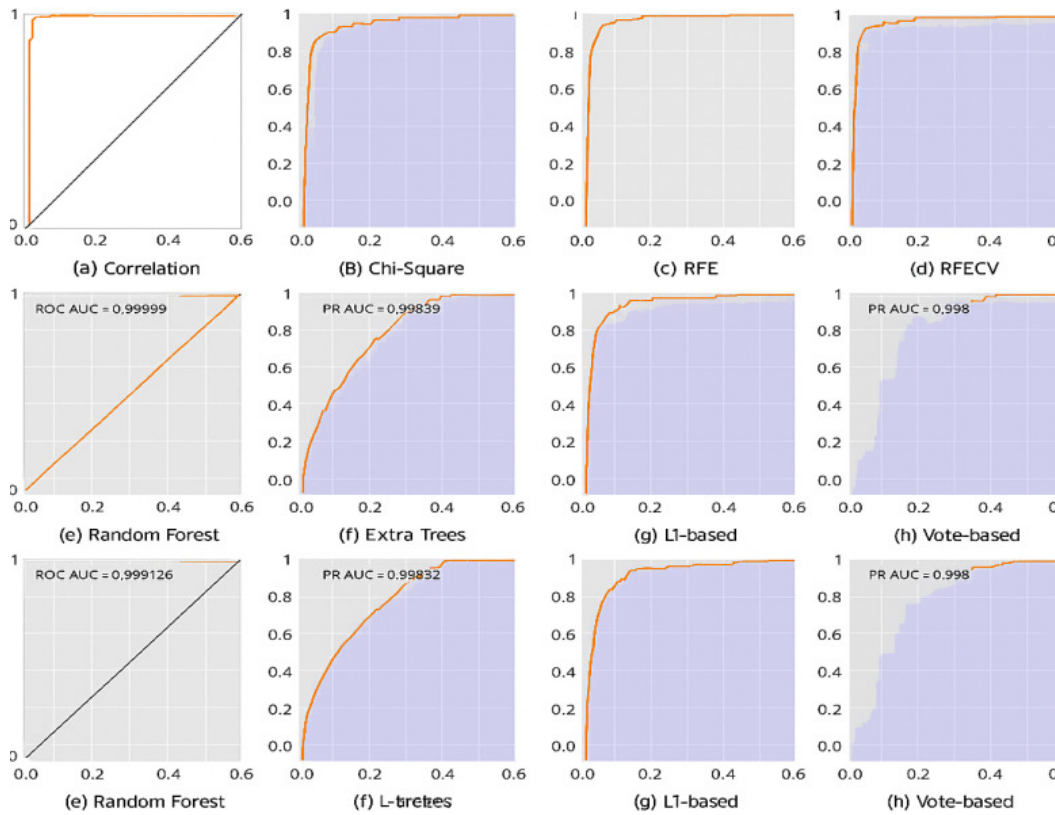 1 1 1 1
0.8 0.8 0.8
0.6 0.6 0.6
0.4 0.4 0.4
0.2 0.2 0.2
0 0.0 0.0 0.0
0.0 0.2 0.4 0.6 0.0 0.2 0.4 0.6 0.0 0.2 0.4 0.6 0.0 0.2 0.4 0.6
(a) Correlation (B) Chi-Square (c) RFE (d) RFECV
1 ROC AUC = 0.99999 1 PR AUC = 0.99839 1 1 PR AUC = 0.998
0.8 0.8 0.8
0.6 0.6 0.6
0.4 0.4 0.4
0.2 0.2 0.2
0 0.0 0.0 0.0
0.0 0.2 0.4 0.6 0.0 0.2 0.4 0.6 0.0 0.2 0.4 0.6 0.0 0.2 0.4 0.6
(e) Random Forest (f) Extra Trees (g) L1-based (h) Vote-based
1 ROC AUC = 0.999126 1 PR AUC = 0.99832 1 1 PR AUC = 0.998
0.8 0.8 0.8
0.6 0.6 0.6
0.4 0.4 0.4
0.2 0.2 0.2
0 0.0 0.0 0.0
0.0 0.2 0.4 0.6 0.0 0.2 0.4 0.6 0.0 0.2 0.4 0.6 0.0 0.2 0.4 0.6
(e) Random Forest (f) (g) L1-based (h) Vote-based